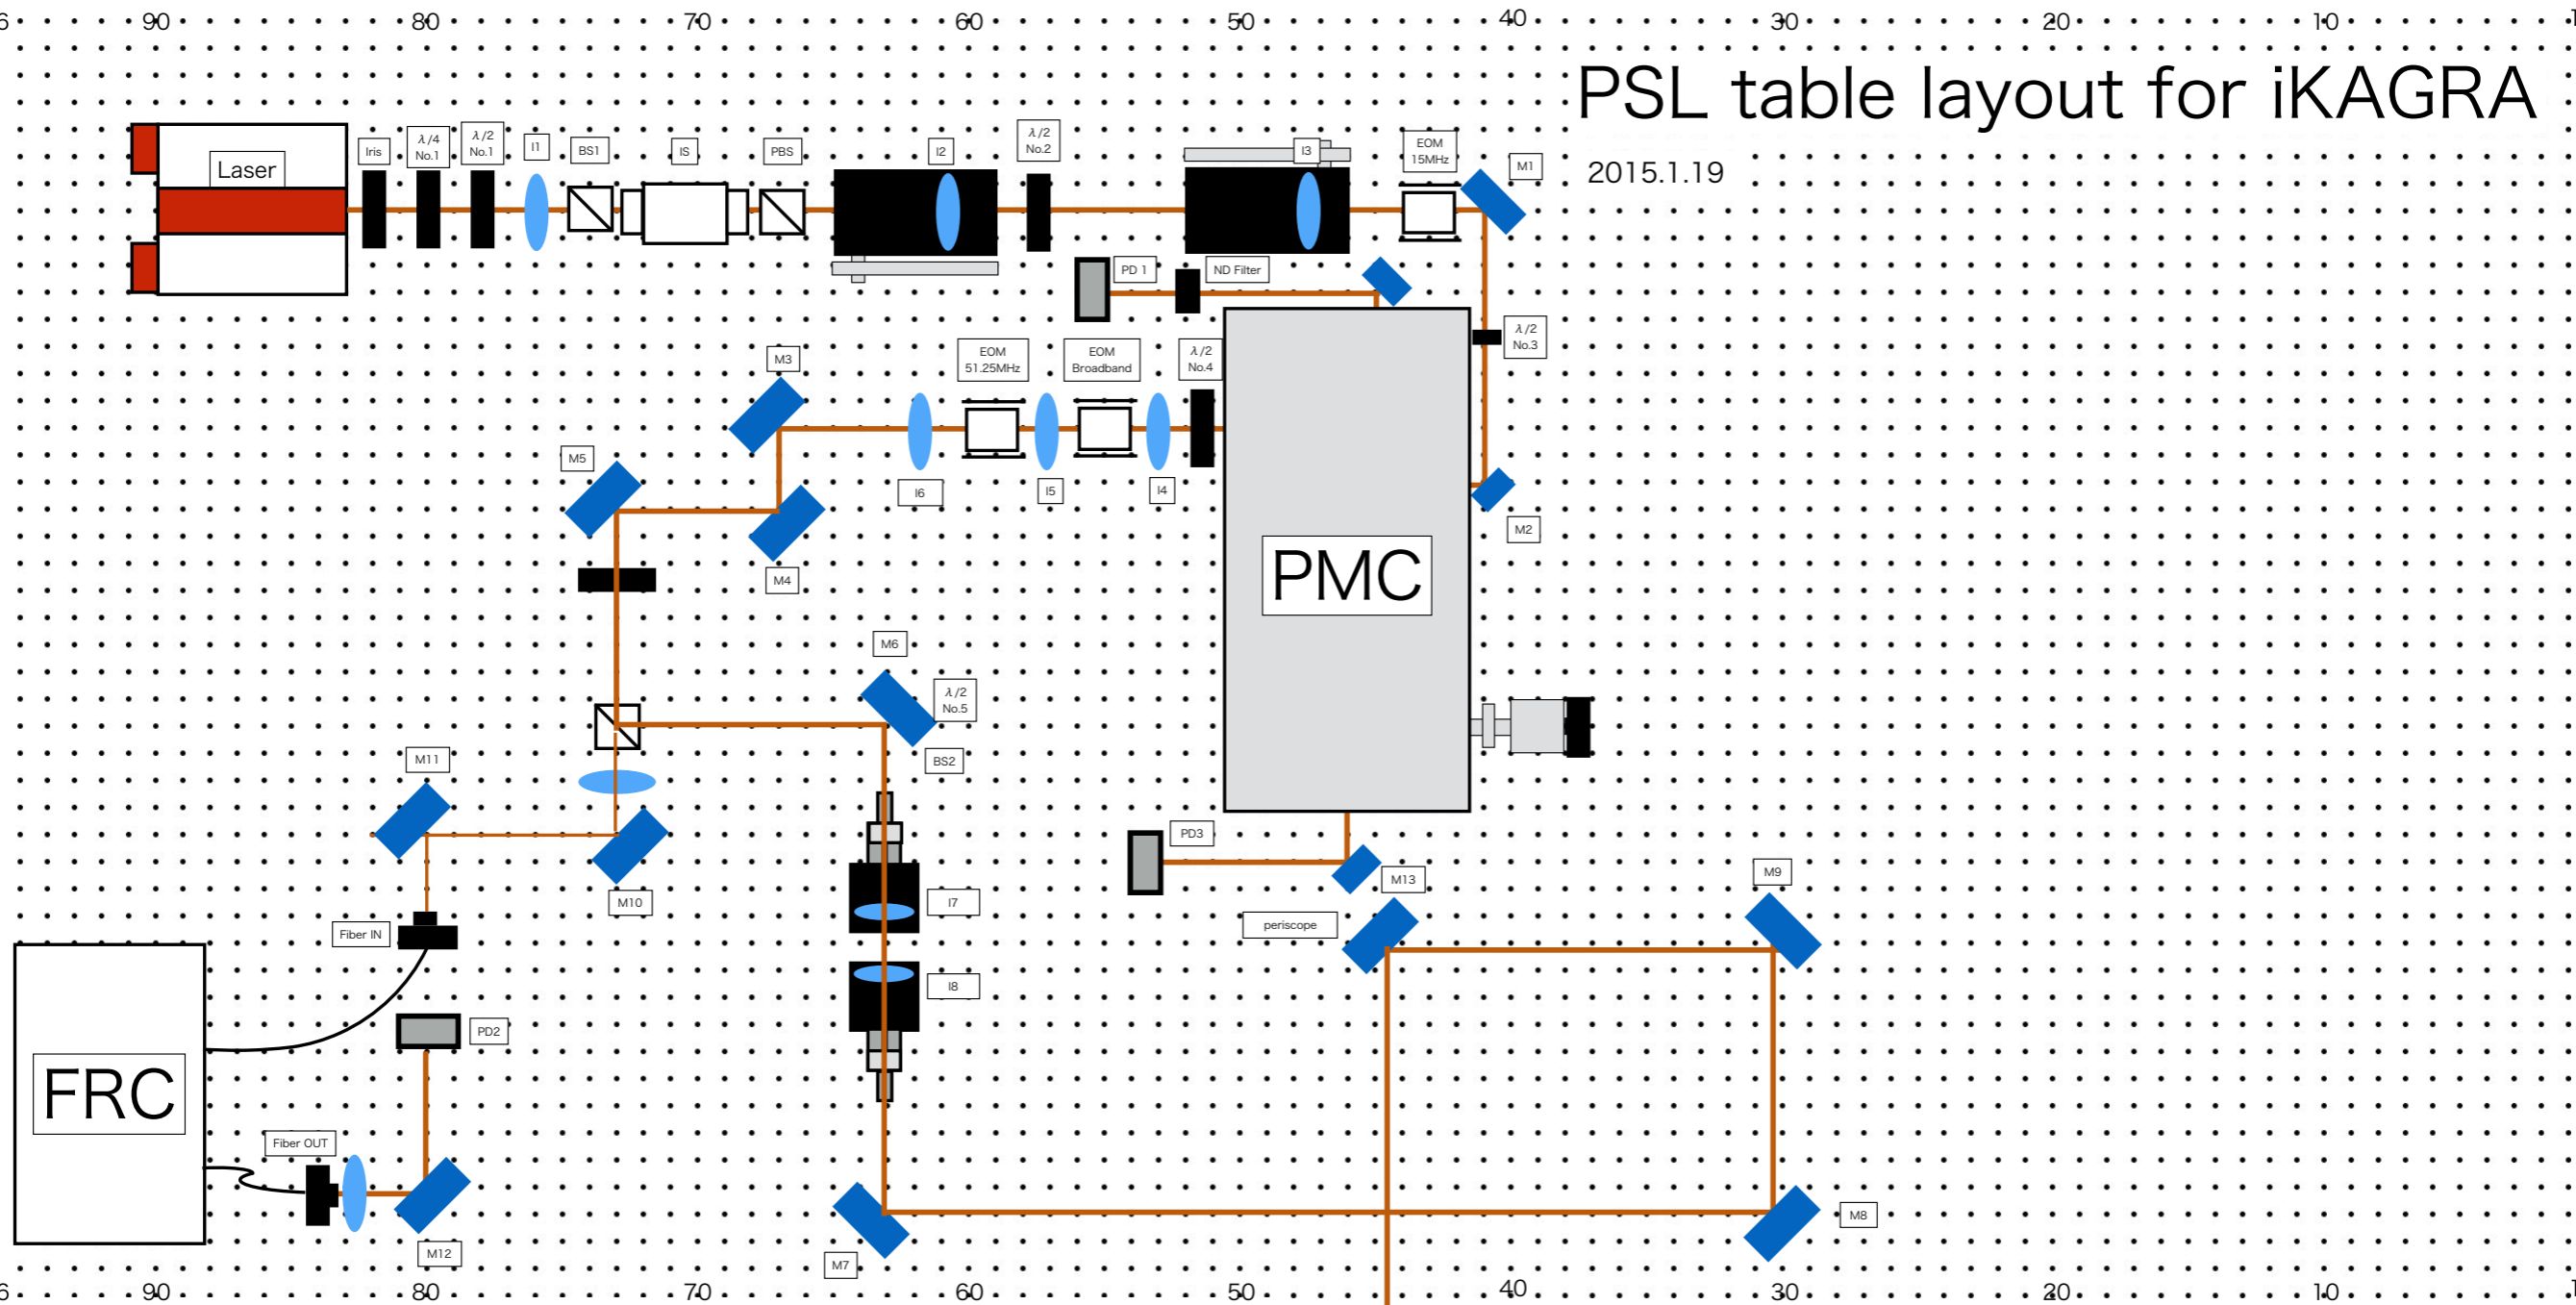 6 90 80 70 60 50 40 30 20 10 1
PSL table layout for iKAGRA
2015.1.19
Laser
Iris
λ/4
No.1
λ/2
No.1
I1
BS1
IS
PBS
I2
λ/2
No.2
I3
EOM
15MHz
M1
PD 1
ND Filter
λ/2
No.3
M3
EOM
51.25MHz
EOM
Broadband
λ/2
No.4
M5
I6
I5
I4
M2
M4
PMC
M6
λ/2
No.5
BS2
M11
PD3
M13
M9
M10
I7
Fiber IN
periscope
I8
PD2
FRC
Fiber OUT
M12
M7
M8
6 90 80 70 60 50 40 30 20 10 1